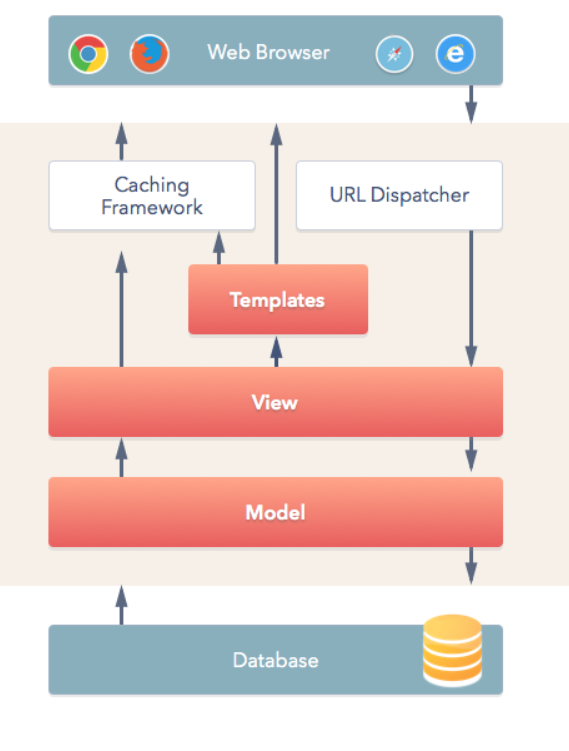 Web Browser
Caching
Framework
URL Dispatcher
Templates
View
Model
Database